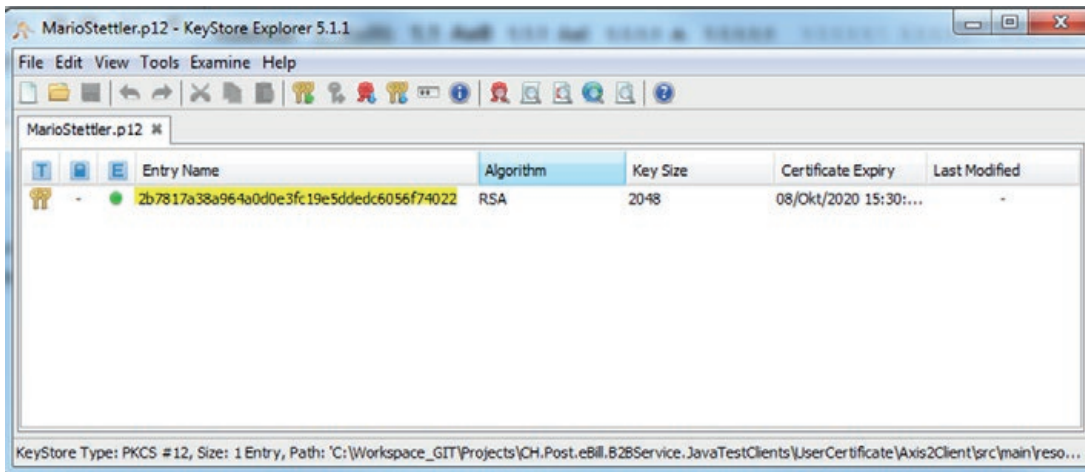 MarioStettler.p12 - KeyStore Explorer 5.1.1
File Edit View Tools Examine Help
MarioStettler.p12
T E Entry Name Algorithm Key Size Certificate Expiry Last Modified
- 2b7817a38a964a0d0e3fc19e5ddedc6056f74022 RSA 2048 08/Okt/2020 15:30:... -
KeyStore Type: PKCS #12, Size: 1 Entry, Path: 'C:\Workspace_GIT\Projects\CH.Post.eBill.B2BService.JavaTestClients\UserCertificate\Axis2Client\src\main\reso...